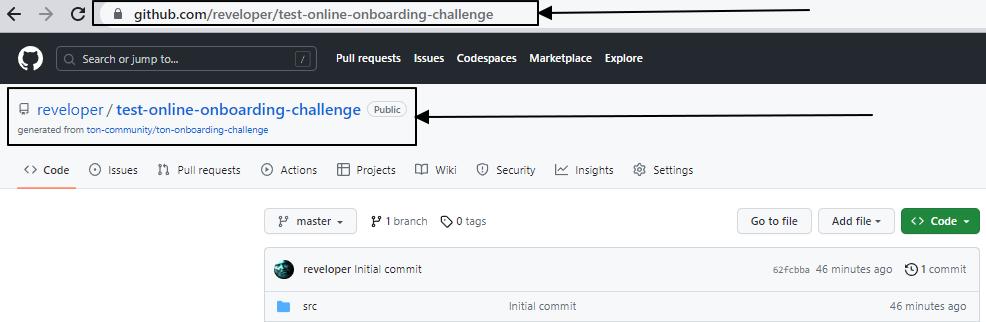 github.com/reveloper/test-online-onboarding-challenge
Search or jump to... / Pull requests Issues Codespaces Marketplace Explore
reveloper / test-online-onboarding-challenge Public
generated from ton-community/ton-onboarding-challenge
<> Code Issues Pull requests Actions Projects Wiki Security Insights Settings
master 1 branch 0 tags Go to file Add file <> Code
reveloper Initial commit 62fcbba 46 minutes ago 1 commit
src Initial commit 46 minutes ago